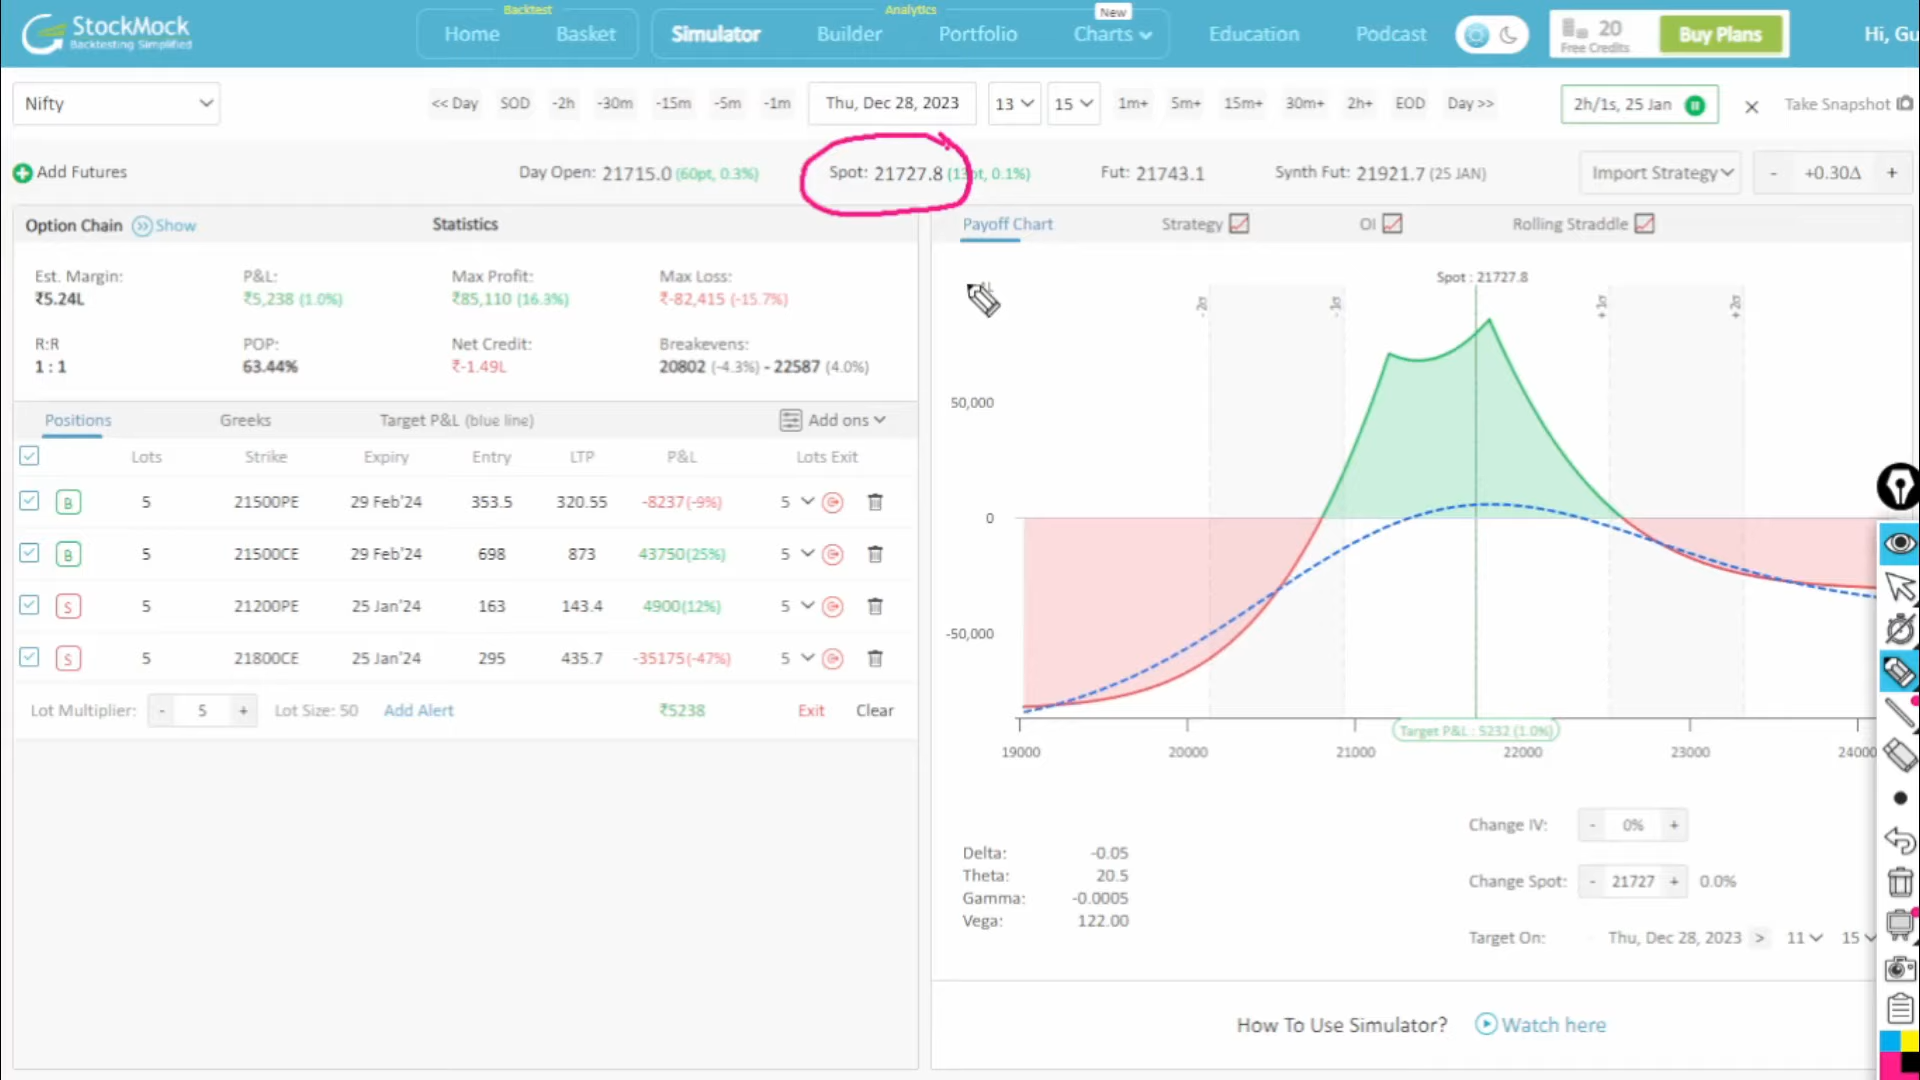 StockMock
Backtesting Simplified
Backtest
Home Basket
Simulator
Analytics
Builder Portfolio
New
Charts
Education Podcast
20
Free Credits
Buy Plans
Hi, Gu
Nifty
<< Day SOD -2h -30m -15m -5m -1m Thu, Dec 28, 2023 13 15 1m+ 5m+ 15m+ 30m+ 2h+ EOD Day >>
2h/1s, 25 Jan × Take Snapshot
Add Futures
Day Open: 21715.0 (60pt, 0.3%) Spot: 21727.8 (13pt, 0.1%) Fut: 21743.1 Synth Fut: 21921.7 (25 JAN)
Import Strategy - +0.30Δ +
Option Chain Show Statistics
Est. Margin: P&L: Max Profit: Max Loss:
₹5.24L ₹5,238 (1.0%) ₹85,110 (16.3%) ₹-82,415 (-15.7%)
R:R POP: Net Credit: Breakevens:
1 : 1 63.44% ₹-1.49L 20802 (-4.3%) - 22587 (4.0%)
Positions Greeks Target P&L (blue line) Add ons
Lots Strike Expiry Entry LTP P&L Lots Exit
B 5 21500PE 29 Feb'24 353.5 320.55 -8237(-9%) 5
B 5 21500CE 29 Feb'24 698 873 43750(25%) 5
S 5 21200PE 25 Jan'24 163 143.4 4900(12%) 5
S 5 21800CE 25 Jan'24 295 435.7 -35175(-47%) 5
Lot Multiplier: - 5 + Lot Size: 50 Add Alert ₹5238 Exit Clear
Payoff Chart Strategy OI Rolling Straddle
Spot : 21727.8
-2σ -1σ +1σ +2σ
50,000
0
-50,000
Target P&L : 5232 (1.0%)
19000 20000 21000 22000 23000 24000
Delta: -0.05
Theta: 20.5
Gamma: -0.0005
Vega: 122.00
Change IV: - 0% +
Change Spot: - 21727 + 0.0%
Target On: Thu, Dec 28, 2023 > 11 15
How To Use Simulator? Watch here